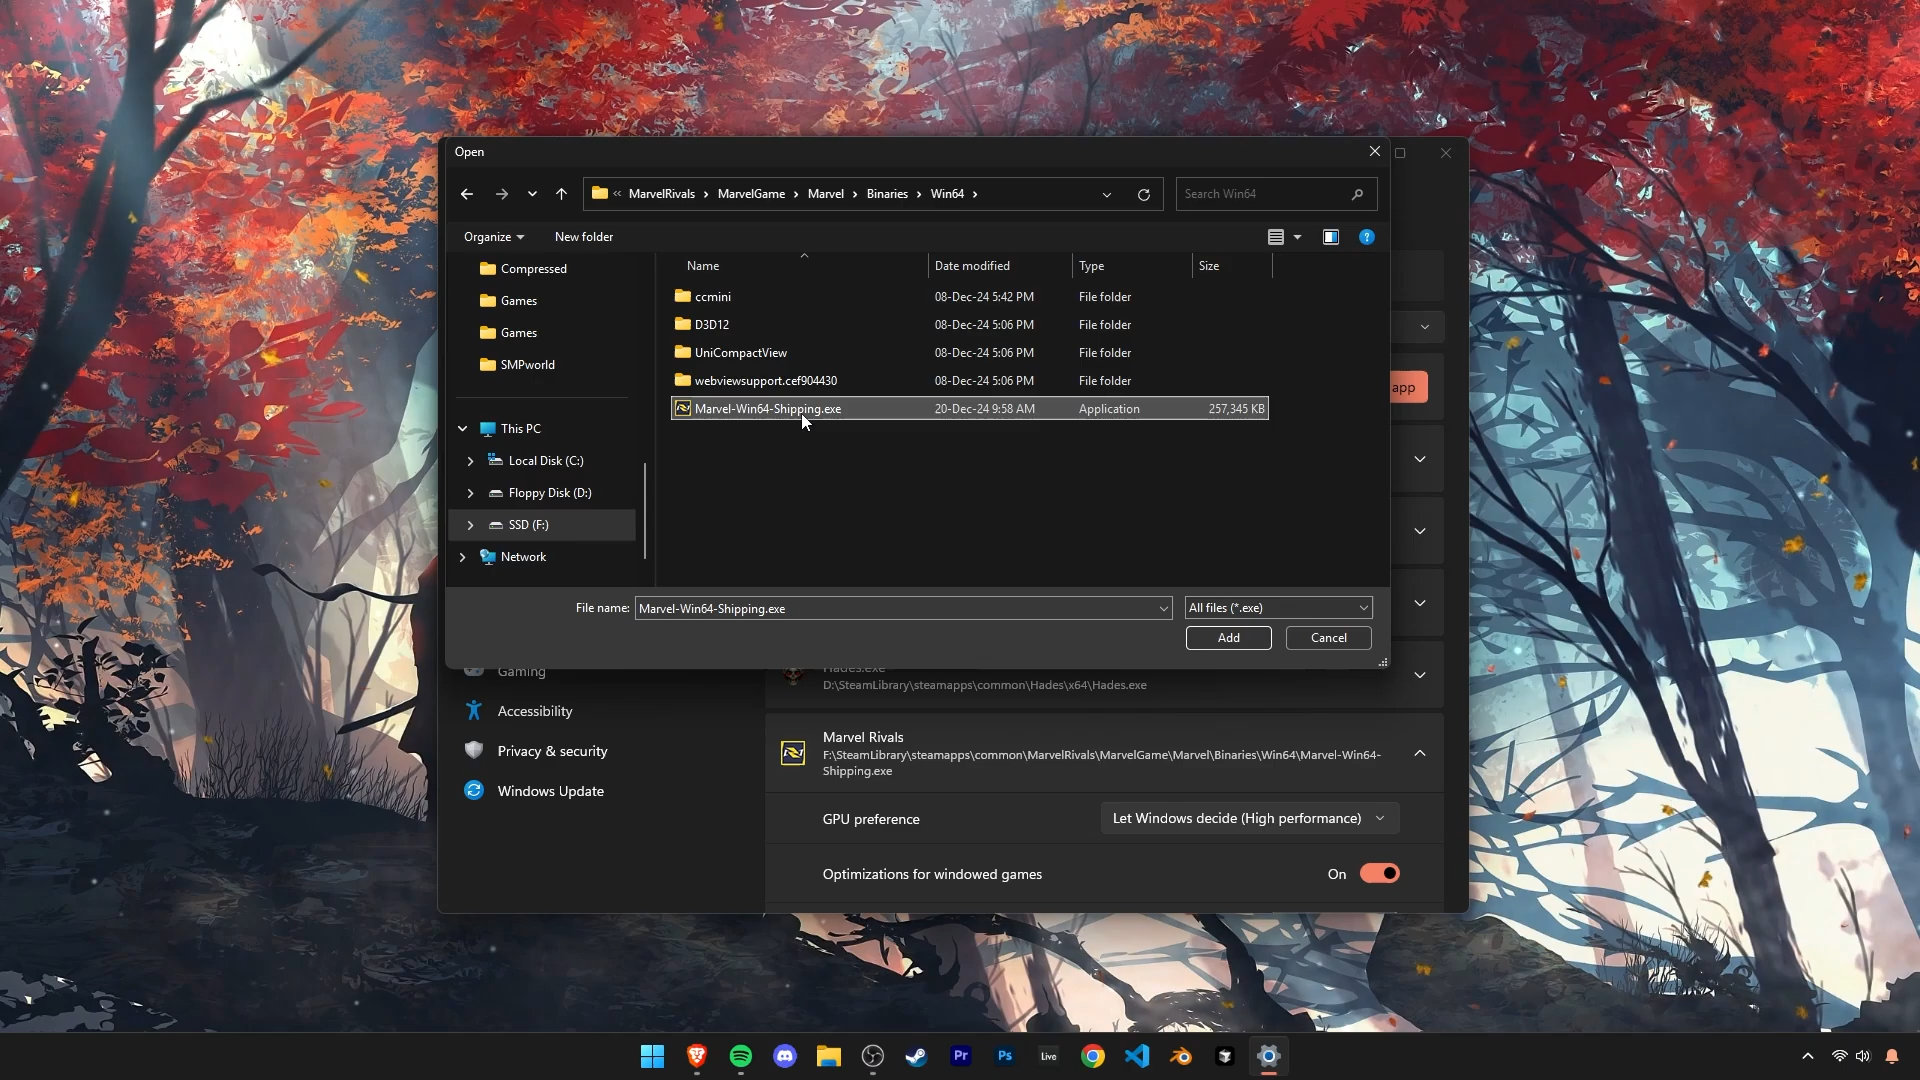 Open
« MarvelRivals › MarvelGame › Marvel › Binaries › Win64 ›
Search Win64
Organize
New folder
Compressed
Games
Games
SMPworld
This PC
Local Disk (C:)
Floppy Disk (D:)
SSD (F:)
Network
Name
Date modified
Type
Size
ccmini
08-Dec-24 5:42 PM
File folder
D3D12
08-Dec-24 5:06 PM
File folder
UniCompactView
08-Dec-24 5:06 PM
File folder
webviewsupport.cef904430
08-Dec-24 5:06 PM
File folder
Marvel-Win64-Shipping.exe
20-Dec-24 9:58 AM
Application
257,345 KB
app
File name:
Marvel-Win64-Shipping.exe
All files (*.exe)
Add
Cancel
Gaming
Accessibility
Privacy & security
Windows Update
Hades.exe
D:\SteamLibrary\steamapps\common\Hades\x64\Hades.exe
Marvel Rivals
F:\SteamLibrary\steamapps\common\MarvelRivals\MarvelGame\Marvel\Binaries\Win64\Marvel-Win64-
Shipping.exe
GPU preference
Let Windows decide (High performance)
Optimizations for windowed games
On
Pr
Ps
Live